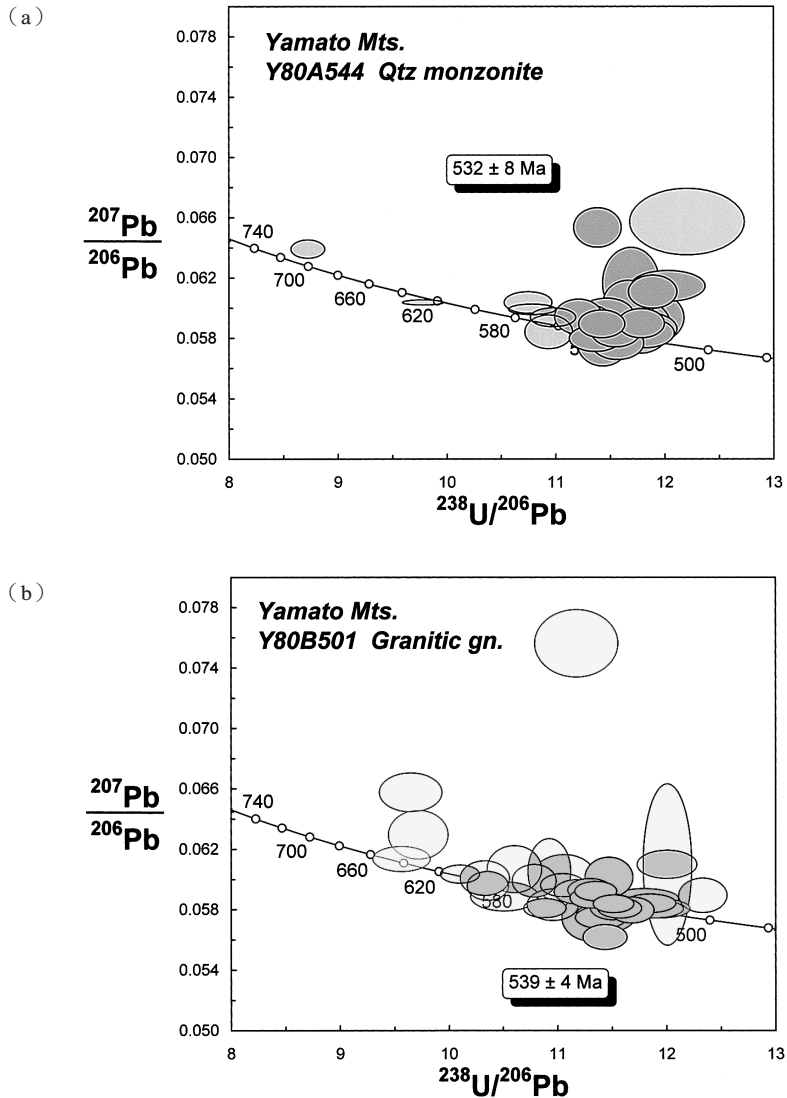 (a)
Yamato Mts.
Y80A544 Qtz monzonite
532 ± 8 Ma
0.078
0.074
0.070
0.066
0.062
0.058
0.054
0.050
207Pb
206Pb
740
700
660
620
580
500
8 9 10 11 12 13
238U/206Pb
(b)
Yamato Mts.
Y80B501 Granitic gn.
0.078
0.074
0.070
0.066
0.062
0.058
0.054
0.050
207Pb
206Pb
740
700
660
620
580
500
539 ± 4 Ma
8 9 10 11 12 13
238U/206Pb